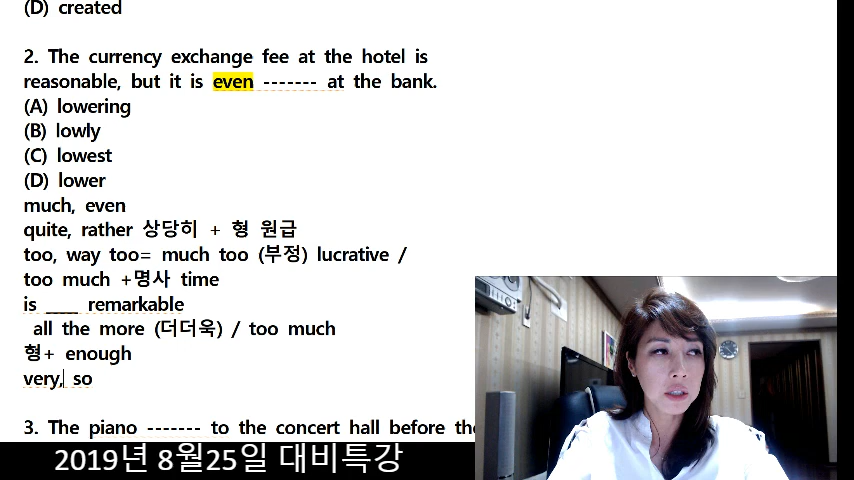 (D) created
2. The currency exchange fee at the hotel is
reasonable, but it is even ------- at the bank.
(A) lowering
(B) lowly
(C) lowest
(D) lower
much, even
quite, rather 상당히 + 형 원급
too, way too= much too (부정) lucrative /
too much +명사 time
is ____ remarkable
all the more (더더욱) / too much
형+ enough
very, so
3. The piano ------- to the concert hall before the
2019년 8월25일 대비특강